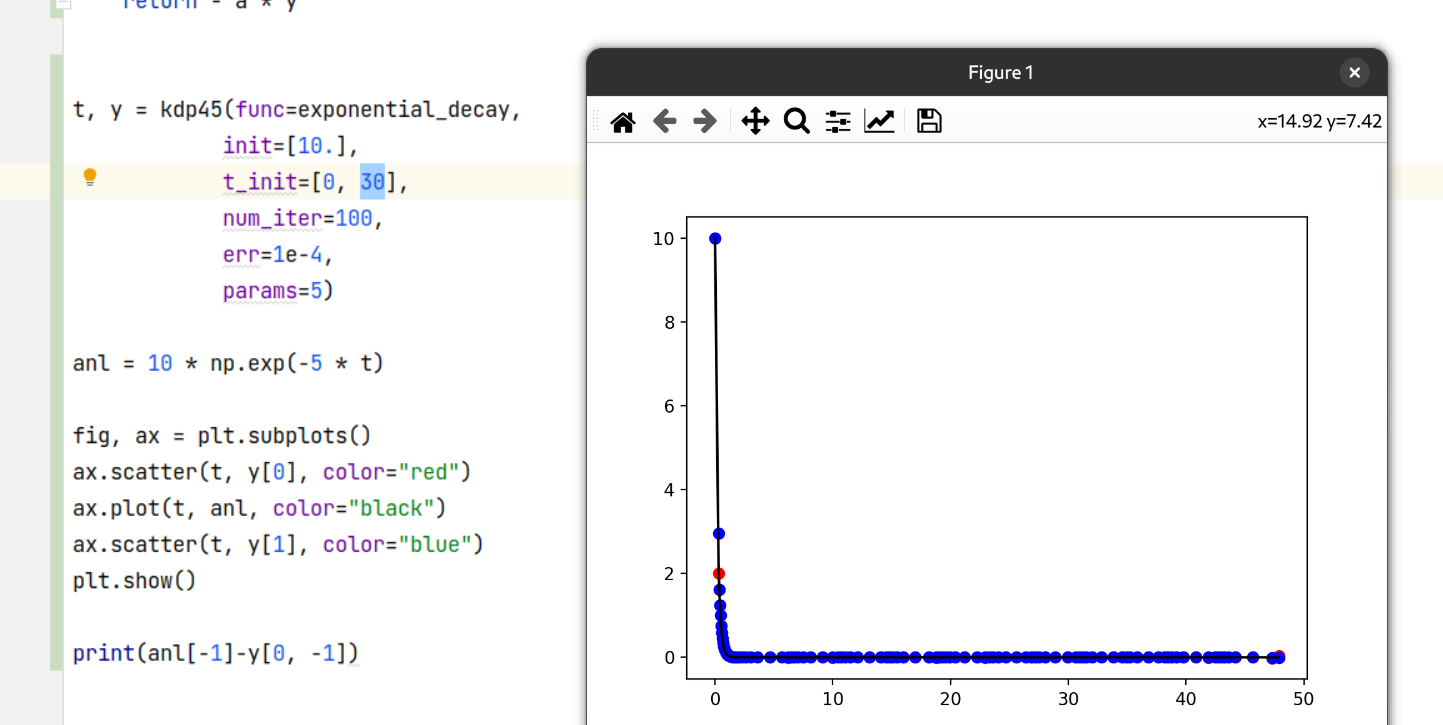 return - a * y
t, y = kdp45(func=exponential_decay,
init=[10.],
t_init=[0, 30],
num_iter=100,
err=1e-4,
params=5)
anl = 10 * np.exp(-5 * t)
fig, ax = plt.subplots()
ax.scatter(t, y[0], color="red")
ax.plot(t, anl, color="black")
ax.scatter(t, y[1], color="blue")
plt.show()
print(anl[-1]-y[0, -1])
Figure 1
x=14.92 y=7.42
10
8
6
4
2
0
0 10 20 30 40 50